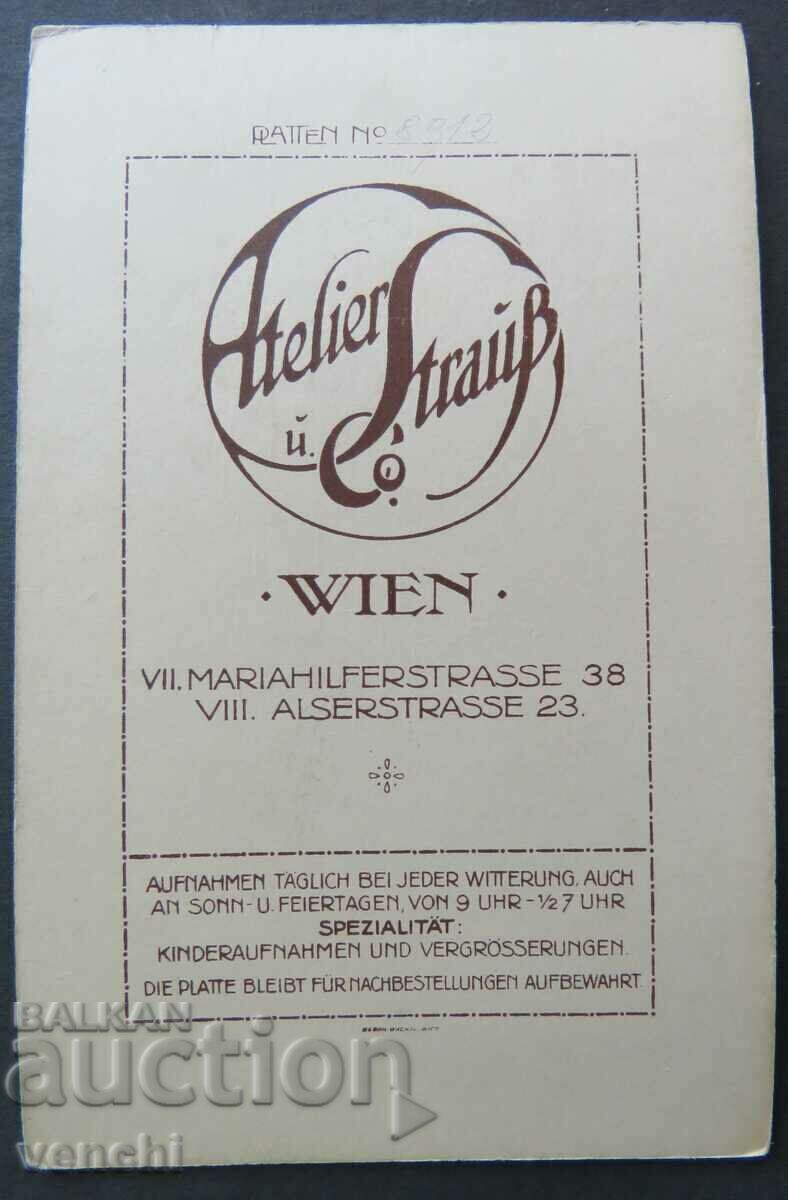 PLATTEN No 8912
Atelier Strauß
u. Co
· WIEN ·
VII. MARIAHILFERSTRASSE 38
VIII. ALSERSTRASSE 23.
AUFNAHMEN TÄGLICH BEI JEDER WITTERUNG, AUCH
AN SONN- U. FEIERTAGEN, VON 9 UHR - ½ 7 UHR
SPEZIALITÄT:
KINDERAUFNAHMEN UND VERGRÖSSERUNGEN.
DIE PLATTE BLEIBT FÜR NACHBESTELLUNGEN AUFBEWAHRT.
BALKAN
auction
venchi